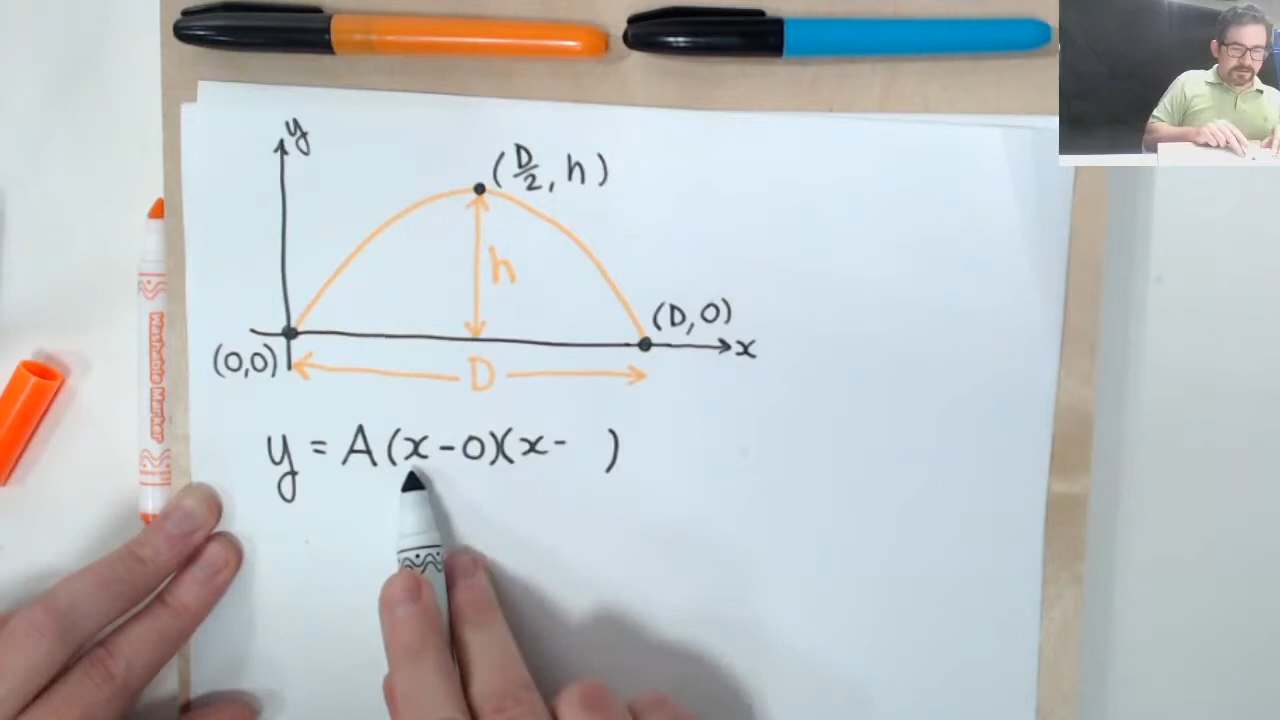 y
(D/2, h)
h
(D,0)
x
(0,0)
D
y = A(x-0)(x-  )
Washable Marker